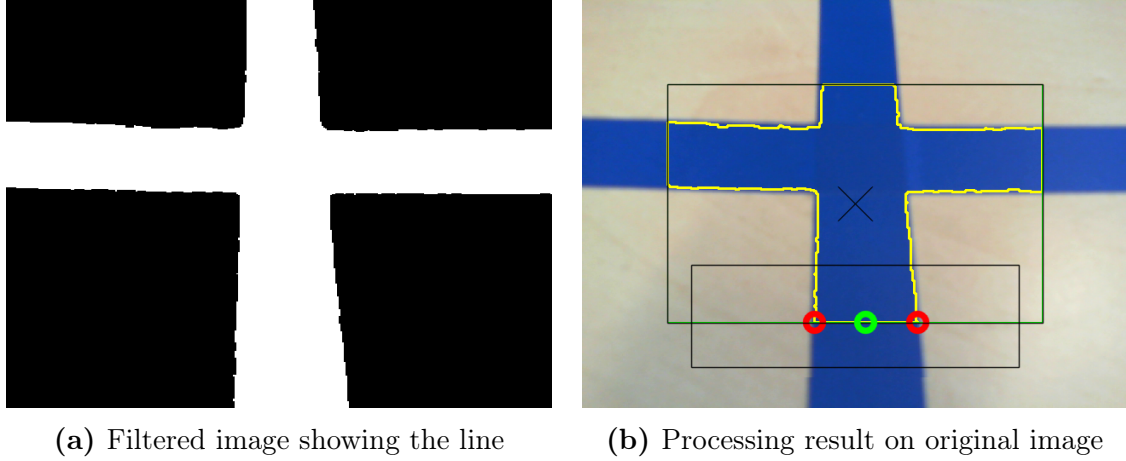 (a) Filtered image showing the line
(b) Processing result on original image